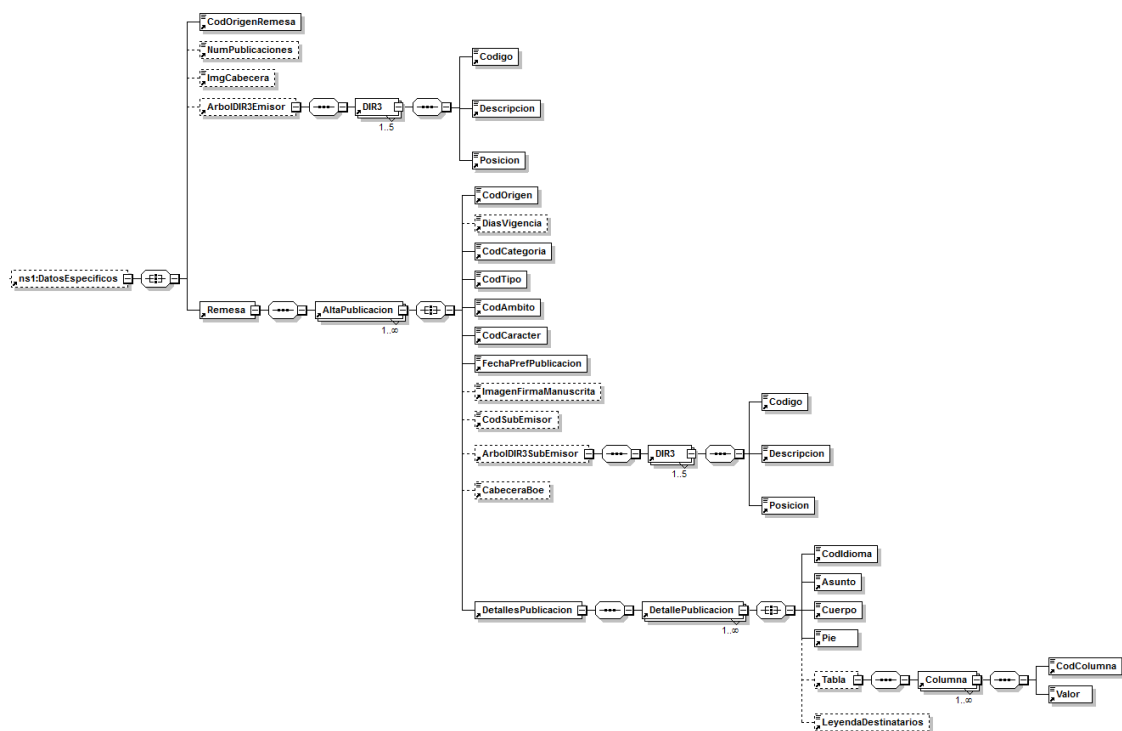 CodOrigenRemesa
NumPublicaciones
ImgCabecera
ArbolDIR3Emisor
DIR3
1..5
Codigo
Descripcion
Posicion
ns1:DatosEspecificos
Remesa
AltaPublicacion
1..∞
CodOrigen
DiasVigencia
CodCategoria
CodTipo
CodAmbito
CodCaracter
FechaPrefPublicacion
ImagenFirmaManuscrita
CodSubEmisor
ArbolDIR3SubEmisor
DIR3
1..5
Codigo
Descripcion
Posicion
CabeceraBoe
DetallesPublicacion
DetallePublicacion
1..∞
CodIdioma
Asunto
Cuerpo
Pie
Tabla
Columna
1..∞
CodColumna
Valor
LeyendaDestinatarios